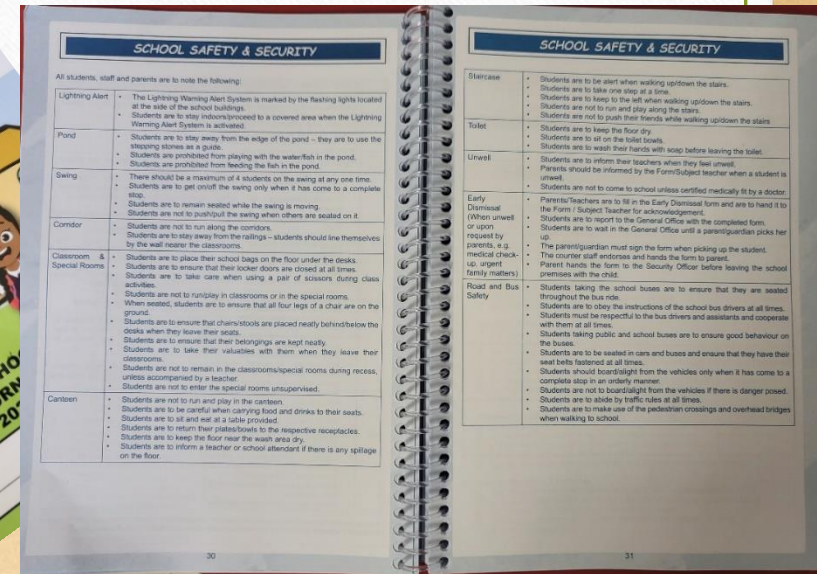 SCHOOL SAFETY & SECURITY
All students, staff and parents are to note the following:
Lightning Alert
• The Lightning Warning Alert System is marked by the flashing lights located
at the side of the school buildings.
• Students are to stay indoors/proceed to a covered area when the Lightning
Warning Alert System is activated.
Pond
• Students are to stay away from the edge of the pond – they are to use the
stepping stones as a guide.
• Students are prohibited from playing with the water/fish in the pond.
• Students are prohibited from feeding the fish in the pond.
Swing
• There should be a maximum of 4 students on the swing at any one time.
• Students are to get on/off the swing only when it has come to a complete
stop.
• Students are to remain seated while the swing is moving.
• Students are not to push/pull the swing when others are seated on it.
Corridor
• Students are not to run along the corridors.
• Students are to stay away from the railings – students should line themselves
by the wall nearer the classrooms.
Classroom &
Special Rooms
• Students are to place their school bags on the floor under the desks.
• Students are to ensure that their locker doors are closed at all times.
• Students are to take care when using a pair of scissors during class
activities.
• Students are not to run/play in classrooms or in the special rooms.
• When seated, students are to ensure that all four legs of a chair are on the
ground.
• Students are to ensure that chairs/stools are placed neatly behind/below the
desks when they leave their seats.
• Students are to ensure that their belongings are kept neatly.
• Students are to take their valuables with them when they leave their
classrooms.
• Students are not to remain in the classrooms/special rooms during recess,
unless accompanied by a teacher.
• Students are not to enter the special rooms unsupervised.
Canteen
• Students are not to run and play in the canteen.
• Students are to be careful when carrying food and drinks to their seats.
• Students are to sit and eat at a table provided.
• Students are to return their plates/bowls to the respective receptacles.
• Students are to keep the floor near the wash area dry.
• Students are to inform a teacher or school attendant if there is any spillage
on the floor.
30
SCHOOL SAFETY & SECURITY
Staircase
• Students are to be alert when walking up/down the stairs.
• Students are to take one step at a time.
• Students are to keep to the left when walking up/down the stairs.
• Students are not to run and play along the stairs.
• Students are not to push their friends while walking up/down the stairs
Toilet
• Students are to keep the floor dry.
• Students are to sit on the toilet bowls.
• Students are to wash their hands with soap before leaving the toilet.
Unwell
• Students are to inform their teachers when they feel unwell.
• Parents should be informed by the Form/Subject teacher when a student is
unwell.
• Students are not to come to school unless certified medically fit by a doctor.
Early
Dismissal
(When unwell
or upon
request by
parents, e.g.
medical check-
up, urgent
family matters)
• Parents/Teachers are to fill in the Early Dismissal form and are to hand it to
the Form / Subject Teacher for acknowledgement.
• Students are to report to the General Office with the completed form.
• Students are to wait in the General Office until a parent/guardian picks her
up.
• The parent/guardian must sign the form when picking up the student.
• The counter staff endorses and hands the form to parent.
• Parent hands the form to the Security Officer before leaving the school
premises with the child.
Road and Bus
Safety
• Students taking the school buses are to ensure that they are seated
throughout the bus ride.
• Students are to obey the instructions of the school bus drivers at all times.
• Students must be respectful to the bus drivers and assistants and cooperate
with them at all times.
• Students taking public and school buses are to ensure good behaviour on
the buses.
• Students are to be seated in cars and buses and ensure that they have their
seat belts fastened at all times.
• Students should board/alight from the vehicles only when it has come to a
complete stop in an orderly manner.
• Students are not to board/alight from the vehicles if there is danger posed.
• Students are to abide by traffic rules at all times.
• Students are to make use of the pedestrian crossings and overhead bridges
when walking to school.
31